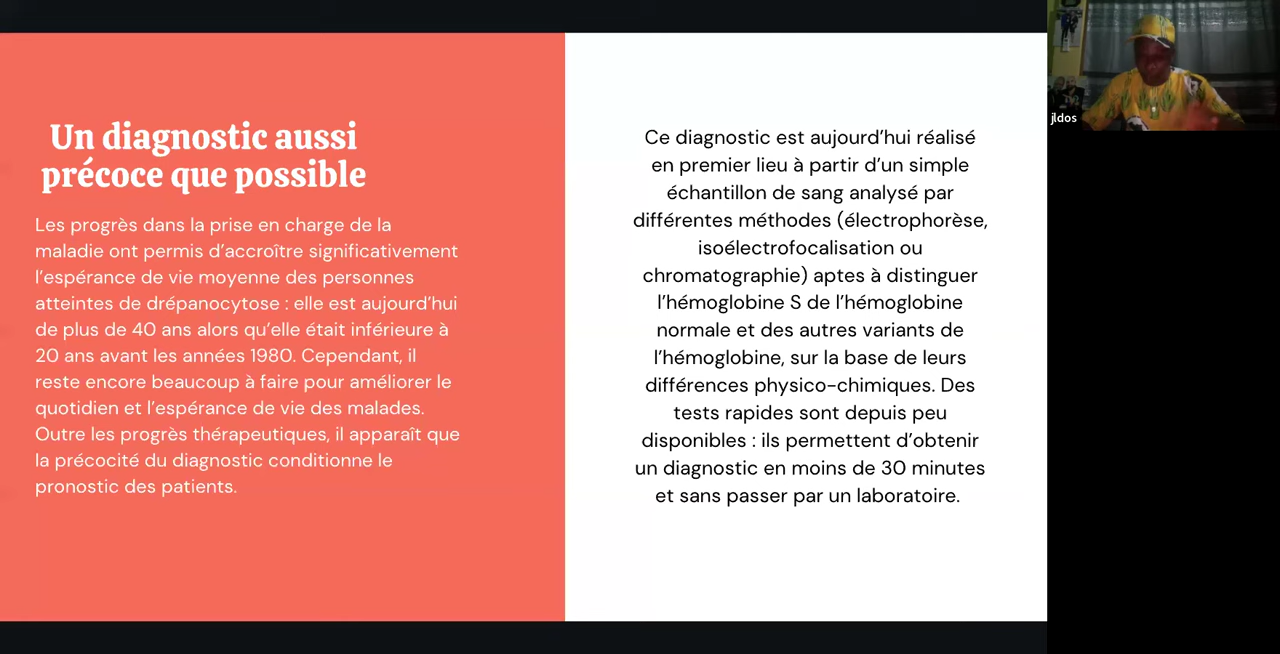 Un diagnostic aussi
précoce que possible
Les progrès dans la prise en charge de la
maladie ont permis d’accroître significativement
l’espérance de vie moyenne des personnes
atteintes de drépanocytose : elle est aujourd’hui
de plus de 40 ans alors qu’elle était inférieure à
20 ans avant les années 1980. Cependant, il
reste encore beaucoup à faire pour améliorer le
quotidien et l’espérance de vie des malades.
Outre les progrès thérapeutiques, il apparaît que
la précocité du diagnostic conditionne le
pronostic des patients.
Ce diagnostic est aujourd’hui réalisé
en premier lieu à partir d’un simple
échantillon de sang analysé par
différentes méthodes (électrophorèse,
isoélectrofocalisation ou
chromatographie) aptes à distinguer
l’hémoglobine S de l’hémoglobine
normale et des autres variants de
l’hémoglobine, sur la base de leurs
différences physico-chimiques. Des
tests rapides sont depuis peu
disponibles : ils permettent d’obtenir
un diagnostic en moins de 30 minutes
et sans passer par un laboratoire.
jldos